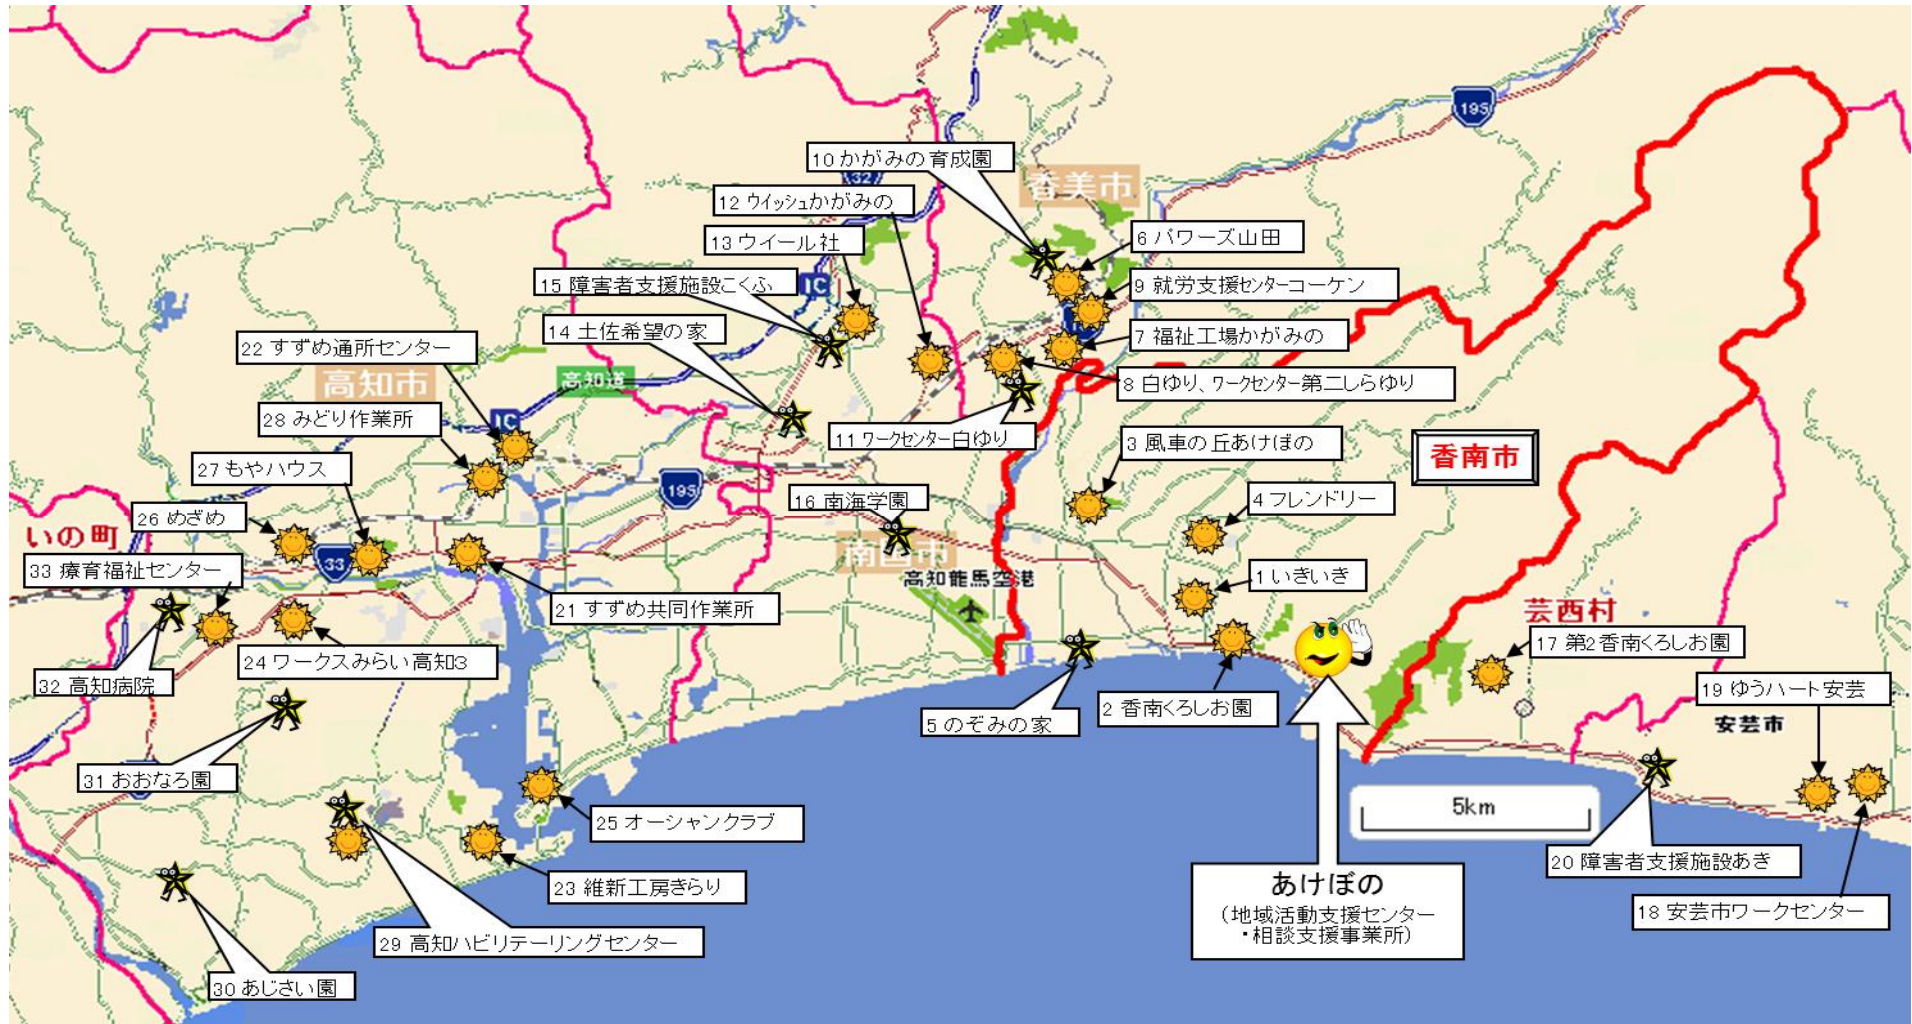 195
10 かがみの育成園
32
香美市
12 ウイッシュかがみの
13 ウイール社
6 パワーズ山田
15 障害者支援施設こくふ
IC
9 就労支援センターコーケン
14 土佐希望の家
7 福祉工場かがみの
22 すずめ通所センター
高知市
高知道
8 白ゆり、ワークセンター第二しらゆり
28 みどり作業所
IC
11 ワークセンター白ゆり
3 風車の丘あけぼの
香南市
27 もやハウス
195
16 南海学園
4 フレンドリー
26 めざめ
いの町
33
南国市
33 療育福祉センター
高知龍馬空港
1 いきいき
21 すずめ共同作業所
芸西村
17 第2香南くろしお園
24 ワークスみらい高知3
32 高知病院
19 ゆうハート安芸
2 香南くろしお園
5 のぞみの家
安芸市
31 おおなろ園
5km
25 オーシャンクラブ
20 障害者支援施設あき
あけぼの
(地域活動支援センター
・相談支援事業所)
23 維新工房きらり
18 安芸市ワークセンター
29 高知ハビリテーリングセンター
30 あじさい園